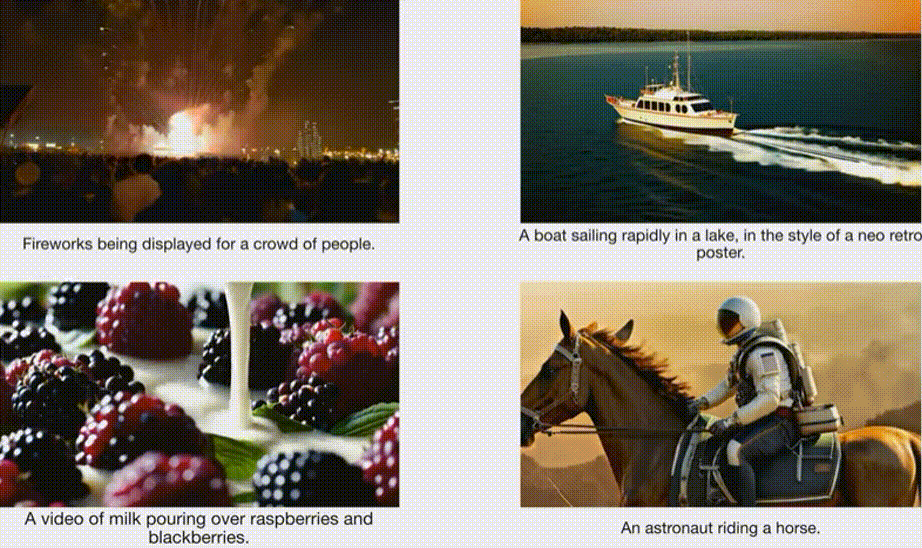 Fireworks being displayed for a crowd of people.
A boat sailing rapidly in a lake, in the style of a neo retro
poster.
A video of milk pouring over raspberries and
blackberries.
An astronaut riding a horse.